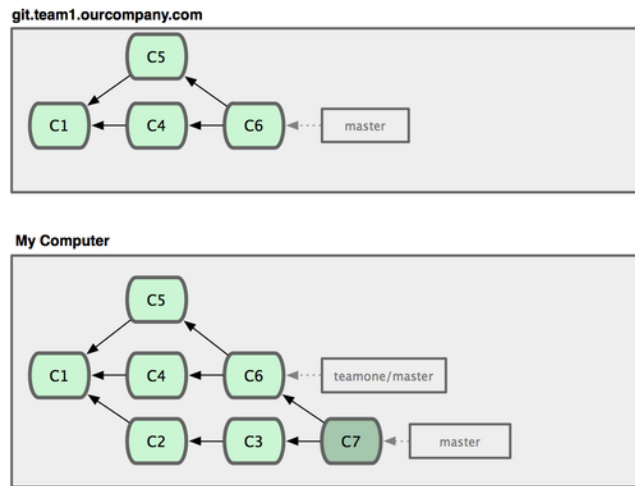 git.team1.ourcompany.com
C5
C1 C4 C6 master
My Computer
C5
C1 C4 C6 teamone/master
C2 C3 C7 master